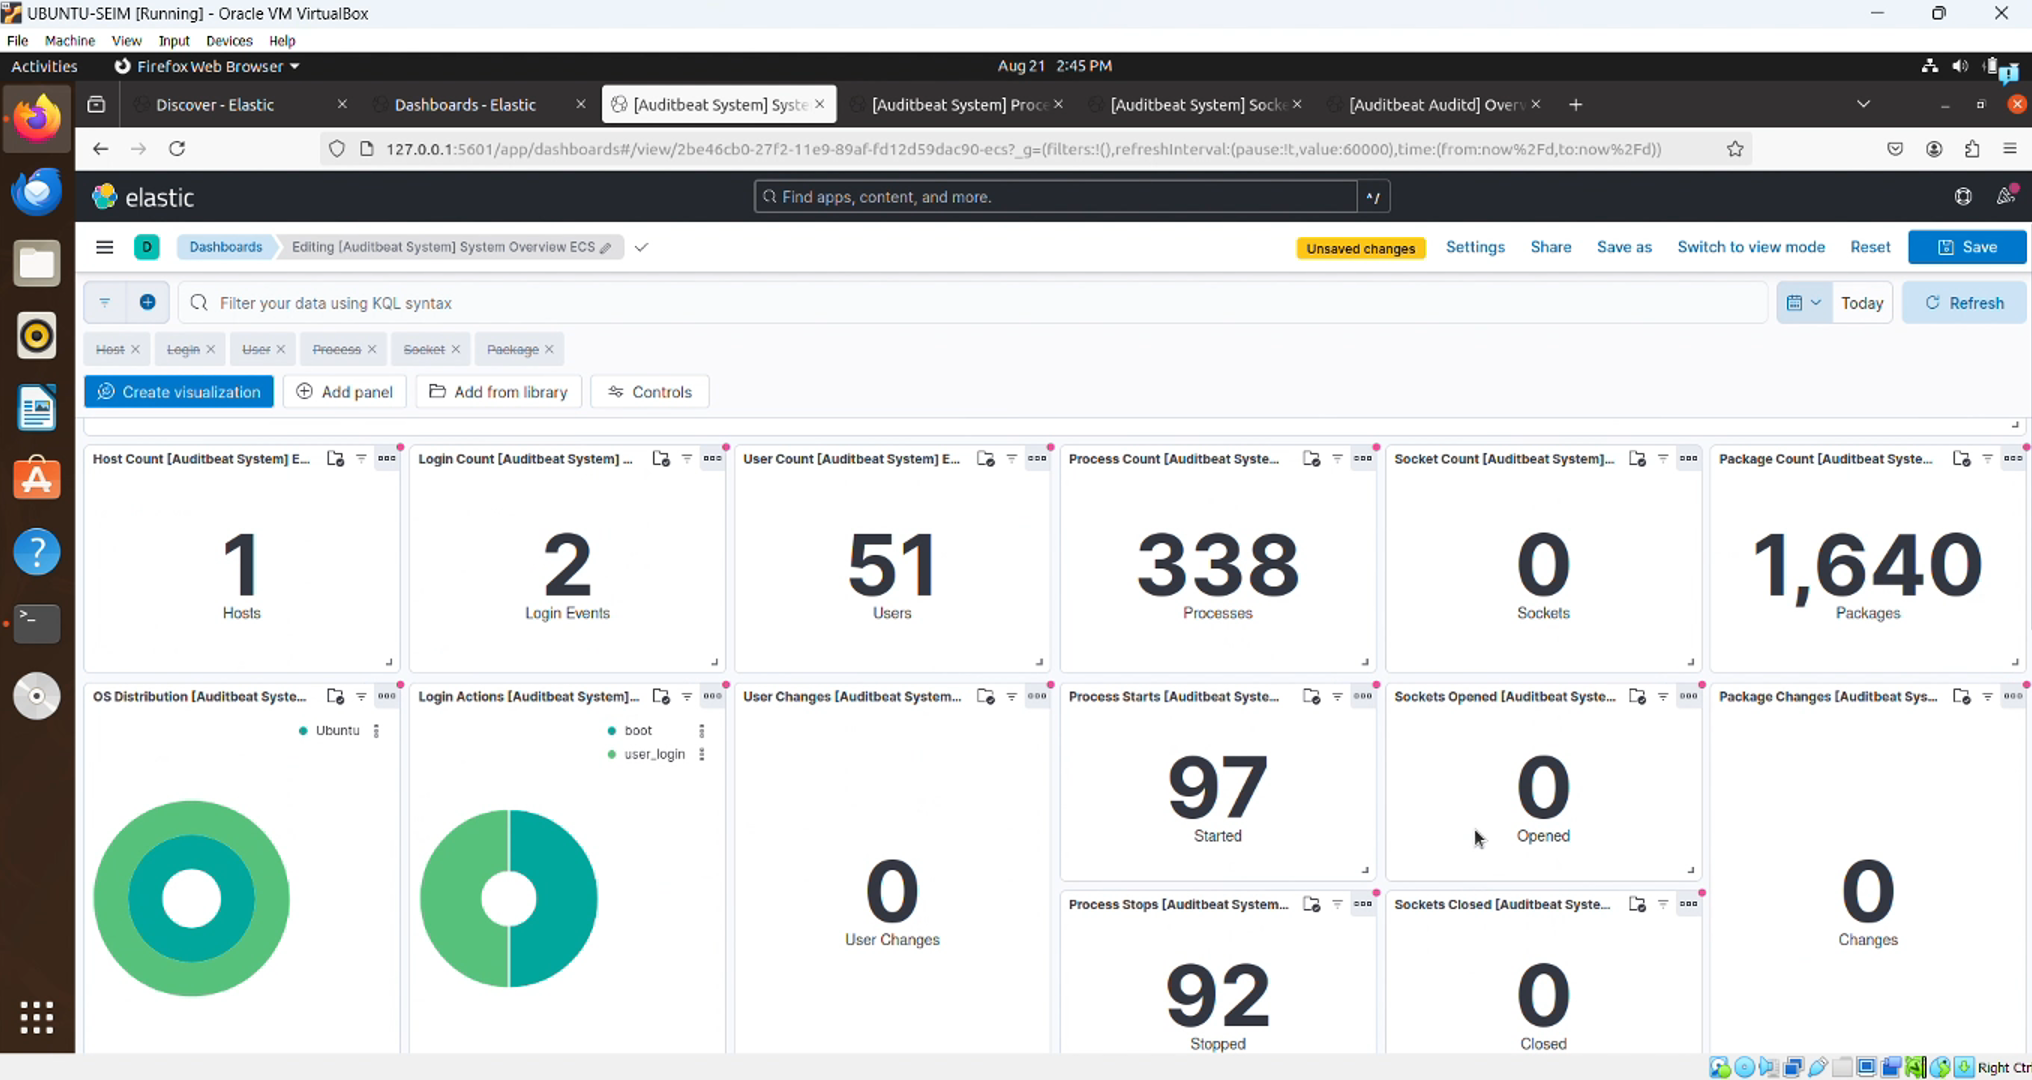 UBUNTU-SEIM [Running] - Oracle VM VirtualBox
File Machine View Input Devices Help
Activities Firefox Web Browser Aug 21 2:45 PM
Discover - Elastic Dashboards - Elastic [Auditbeat System] Syste [Auditbeat System] Proce [Auditbeat System] Socke [Auditbeat Auditd] Overv
127.0.0.1:5601/app/dashboards#/view/2be46cb0-27f2-11e9-89af-fd12d59dac90-ecs?_g=(filters:!(),refreshInterval:(pause:!t,value:60000),time:(from:now%2Fd,to:now%2Fd))
elastic Find apps, content, and more. ^/
D Dashboards Editing [Auditbeat System] System Overview ECS Unsaved changes Settings Share Save as Switch to view mode Reset Save
Filter your data using KQL syntax Today Refresh
Host Login User Process Socket Package
Create visualization Add panel Add from library Controls
Host Count [Auditbeat System] E... Login Count [Auditbeat System] ... User Count [Auditbeat System] E... Process Count [Auditbeat Syste... Socket Count [Auditbeat System]... Package Count [Auditbeat Syste...
1 2 51 338 0 1,640
Hosts Login Events Users Processes Sockets Packages
OS Distribution [Auditbeat Syste... Login Actions [Auditbeat System]... User Changes [Auditbeat System... Process Starts [Auditbeat Syste... Sockets Opened [Auditbeat Syste... Package Changes [Auditbeat Sys...
Ubuntu boot
user_login
97 0
Started Opened
0 0
User Changes Changes
Process Stops [Auditbeat System... Sockets Closed [Auditbeat Syste...
92 0
Stopped Closed
Right Ctr